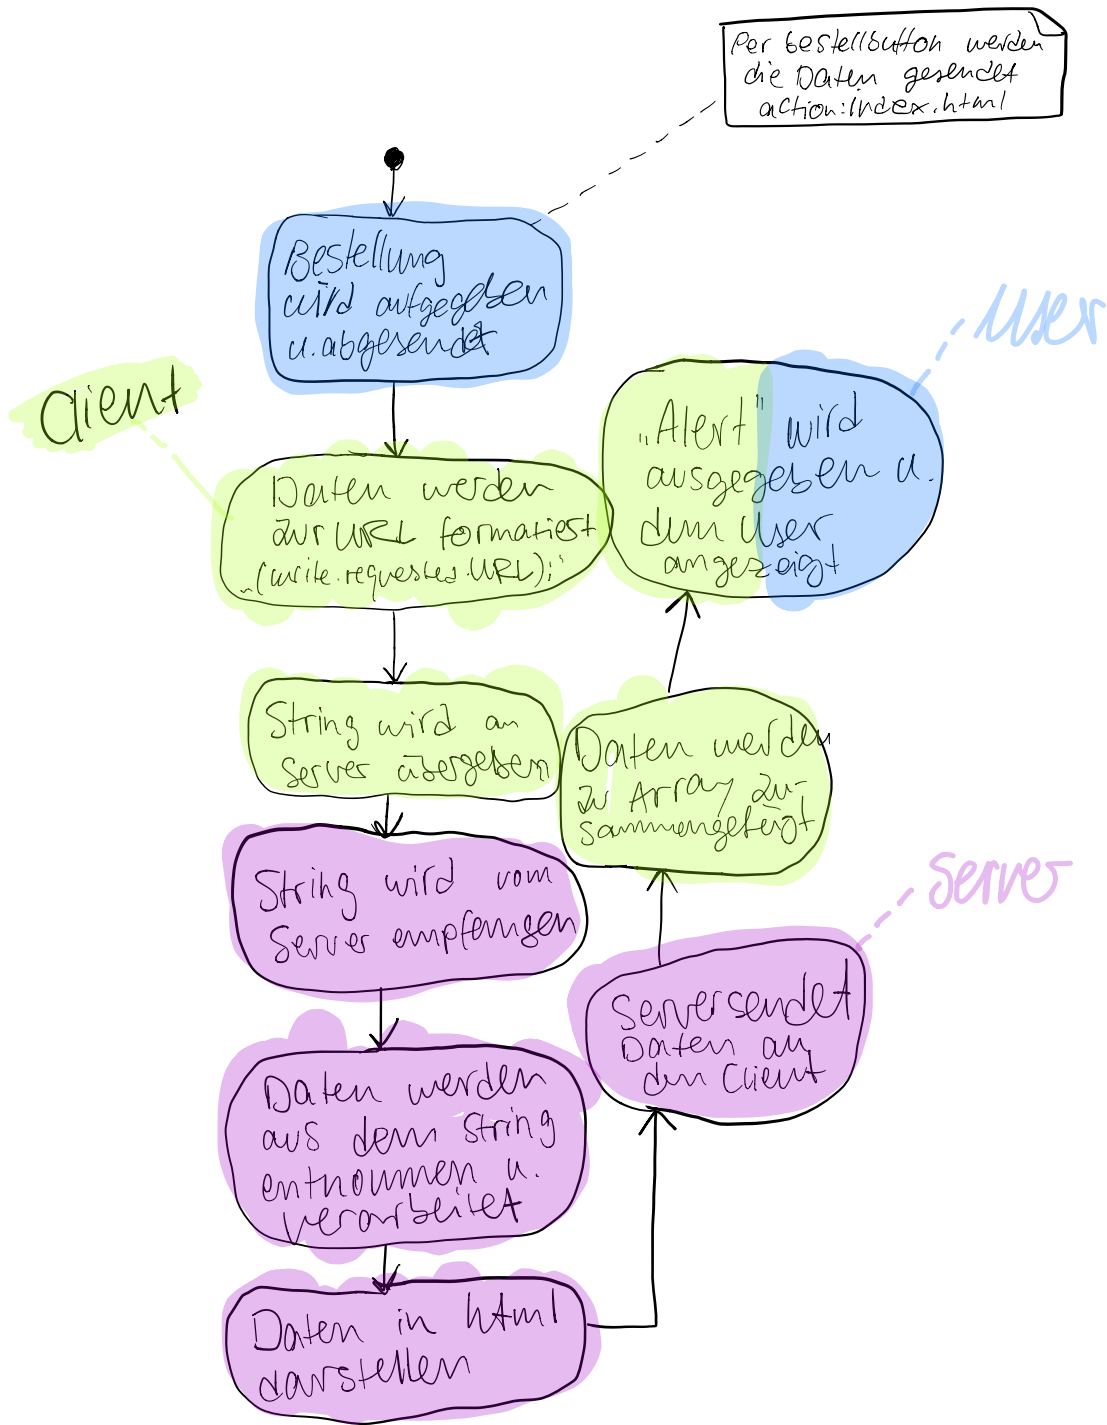 Per bestellbutton werden
die Daten gesendet
action:index.html
Bestellung
wird aufgegeben
u. abgesendet
User
Client
Daten werden
zur URL formatiert
„(write.requested.URL);"
„Alert" wird
ausgegeben u.
dem User
angezeigt
String wird an
Server übergeben
Daten werden
zu Array zu-
sammengefügt
String wird vom
Server empfangen
Server
Server sendet
Daten an
den Client
Daten werden
aus dem String
entnommen u.
verarbeitet
Daten in html
darstellen